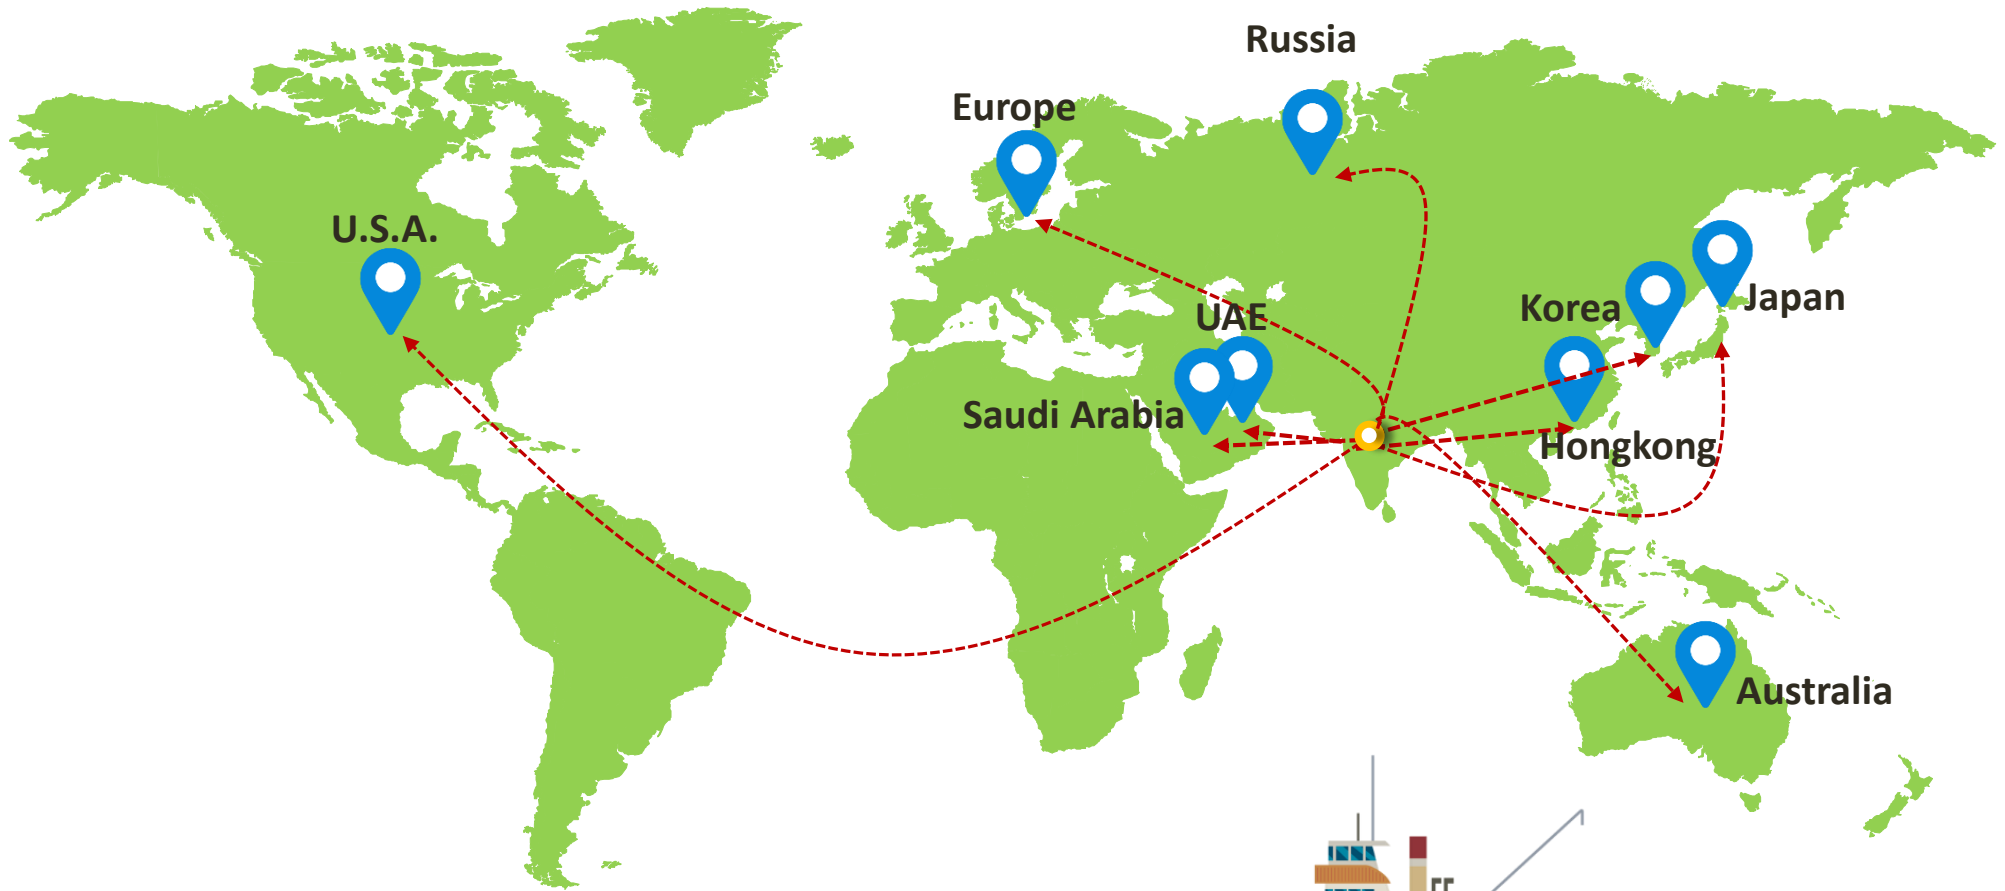 Russia
Europe
U.S.A.
UAE
Korea
Japan
Saudi Arabia
Hongkong
Australia